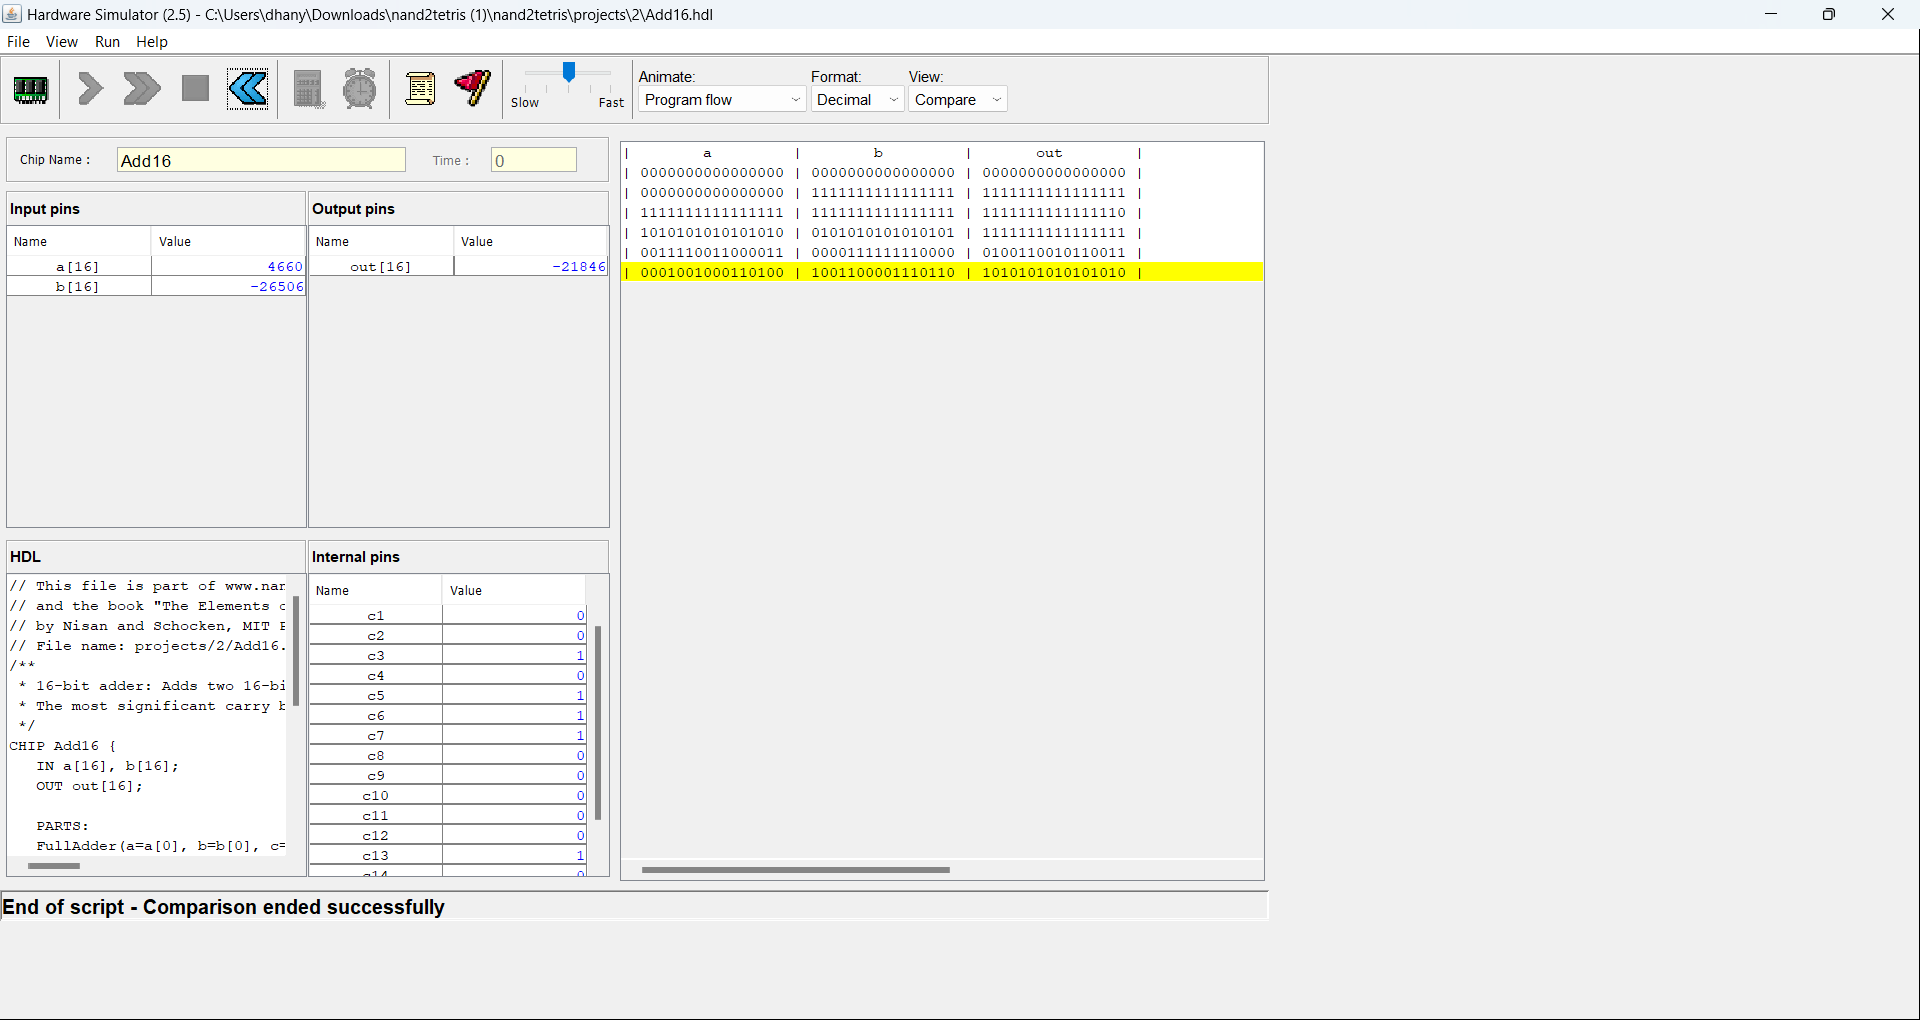 Hardware Simulator (2.5) - C:\Users\dhany\Downloads\nand2tetris (1)\nand2tetris\projects\2\Add16.hdl
File View Run Help
Slow Fast
Animate: Format: View:
Program flow Decimal Compare
Chip Name : Add16 Time : 0
Input pins
Name Value
a[16] 4660
b[16] -26506
Output pins
Name Value
out[16] -21846
| a | b | out |
| 0000000000000000 | 0000000000000000 | 0000000000000000 |
| 0000000000000000 | 1111111111111111 | 1111111111111111 |
| 1111111111111111 | 1111111111111111 | 1111111111111110 |
| 1010101010101010 | 0101010101010101 | 1111111111111111 |
| 0011110011000011 | 0000111111110000 | 0100110010110011 |
| 0001001000110100 | 1001100001110110 | 1010101010101010 |
HDL
// This file is part of www.nan
// and the book "The Elements o
// by Nisan and Schocken, MIT P
// File name: projects/2/Add16.
/**
* 16-bit adder: Adds two 16-bi
* The most significant carry b
*/
CHIP Add16 {
IN a[16], b[16];
OUT out[16];
PARTS:
FullAdder(a=a[0], b=b[0], c=
Internal pins
Name Value
c1 0
c2 0
c3 1
c4 0
c5 1
c6 1
c7 1
c8 0
c9 0
c10 0
c11 0
c12 0
c13 1
c14 0
End of script - Comparison ended successfully